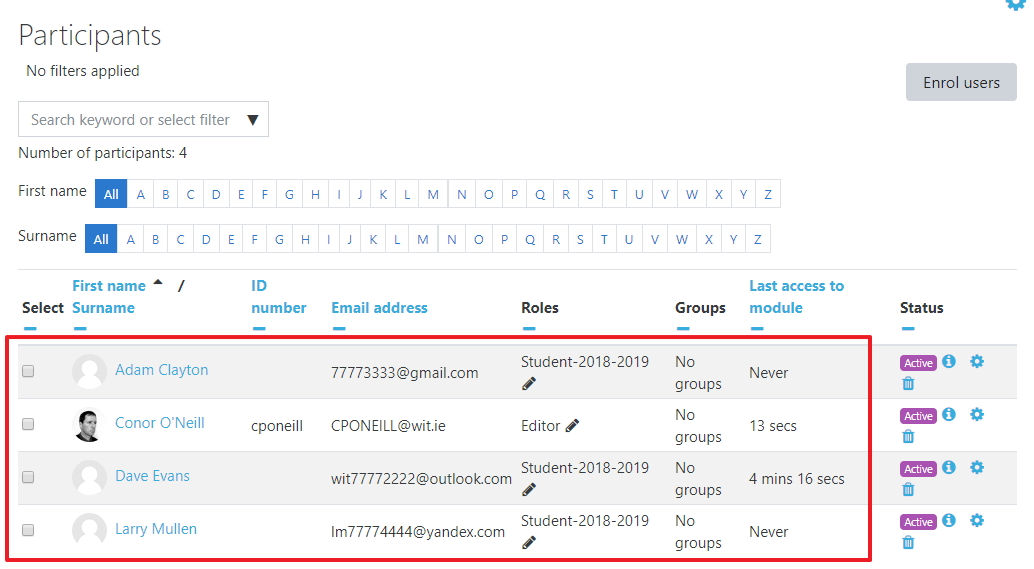 Participants
No filters applied
Enrol users
Search keyword or select filter ▼
Number of participants: 4
First name All A B C D E F G H I J K L M N O P Q R S T U V W X Y Z
Surname All A B C D E F G H I J K L M N O P Q R S T U V W X Y Z
First name / ID Last access to
Select Surname number Email address Roles Groups module Status
Student-2018-2019 No Active
Adam Clayton 77773333@gmail.com groups Never
No Active
Conor O'Neill cponeill CPONEILL@wit.ie Editor groups 13 secs
Student-2018-2019 No Active
Dave Evans wit77772222@outlook.com groups 4 mins 16 secs
Student-2018-2019 No Active
Larry Mullen lm77774444@yandex.com groups Never